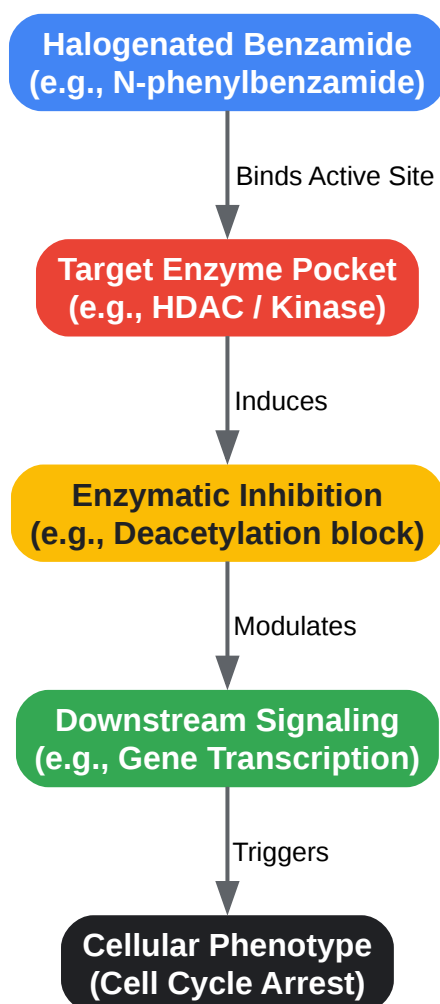 Halogenated Benzamide
(e.g., N-phenylbenzamide)
Binds Active Site
Target Enzyme Pocket
(e.g., HDAC / Kinase)
Induces
Enzymatic Inhibition
(e.g., Deacetylation block)
Modulates
Downstream Signaling
(e.g., Gene Transcription)
Triggers
Cellular Phenotype
(Cell Cycle Arrest)